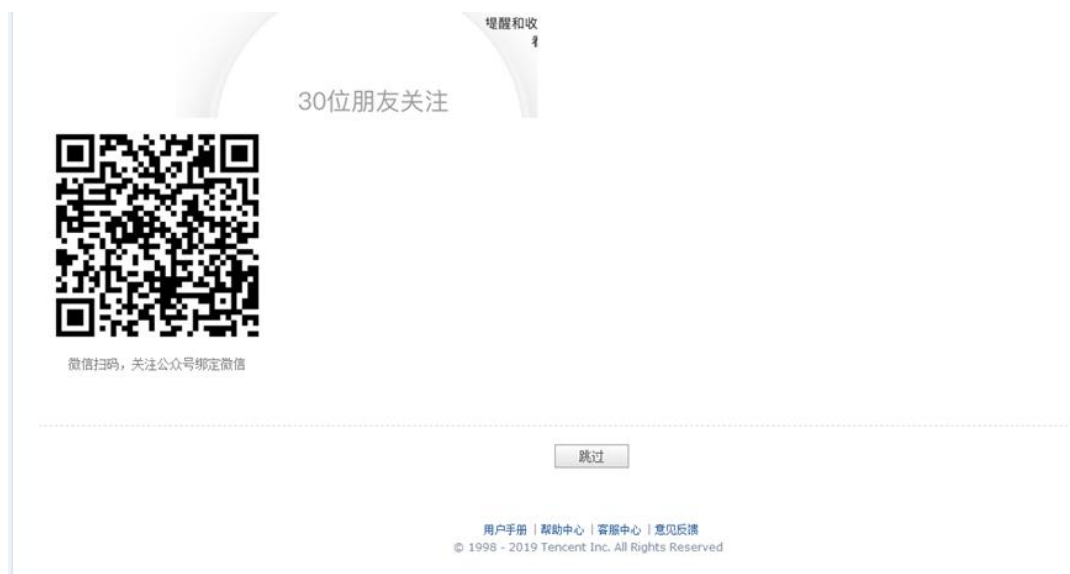 提醒和收
30位朋友关注
微信扫码，关注公众号绑定微信
跳过
用户手册 | 帮助中心 | 客服中心 | 意见反馈
© 1998 - 2019 Tencent Inc. All Rights Reserved